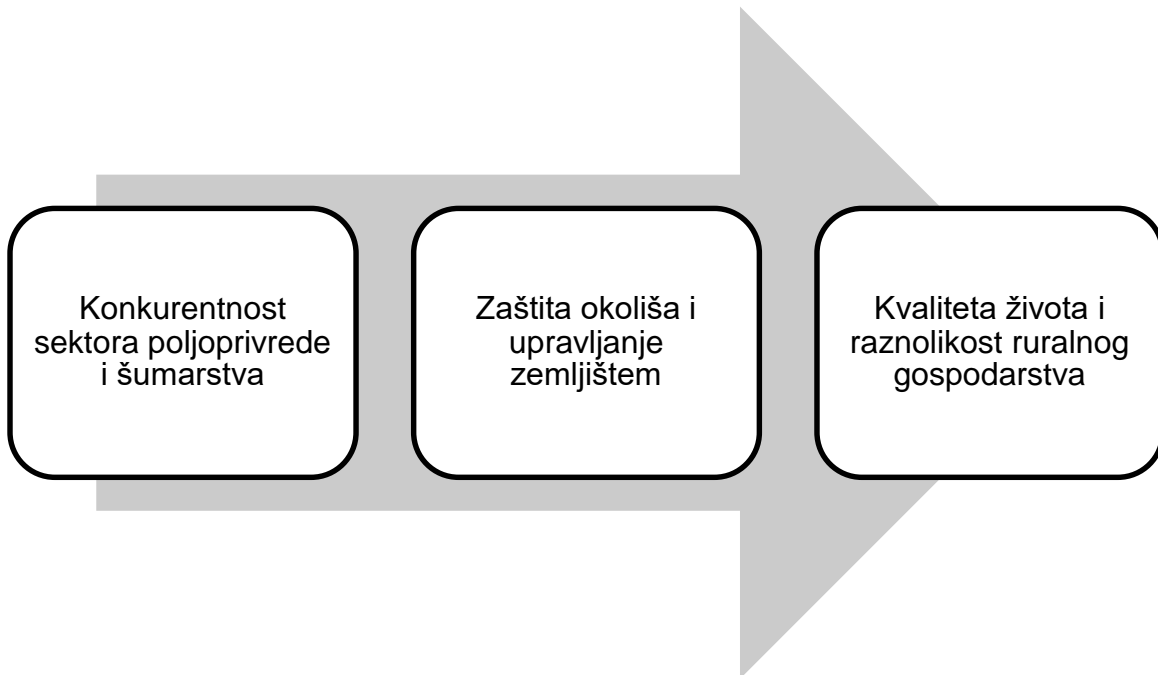 Konkurentnost
sektora poljoprivrede
i šumarstva
Zaštita okoliša i
upravljanje
zemljištem
Kvaliteta života i
raznolikost ruralnog
gospodarstva